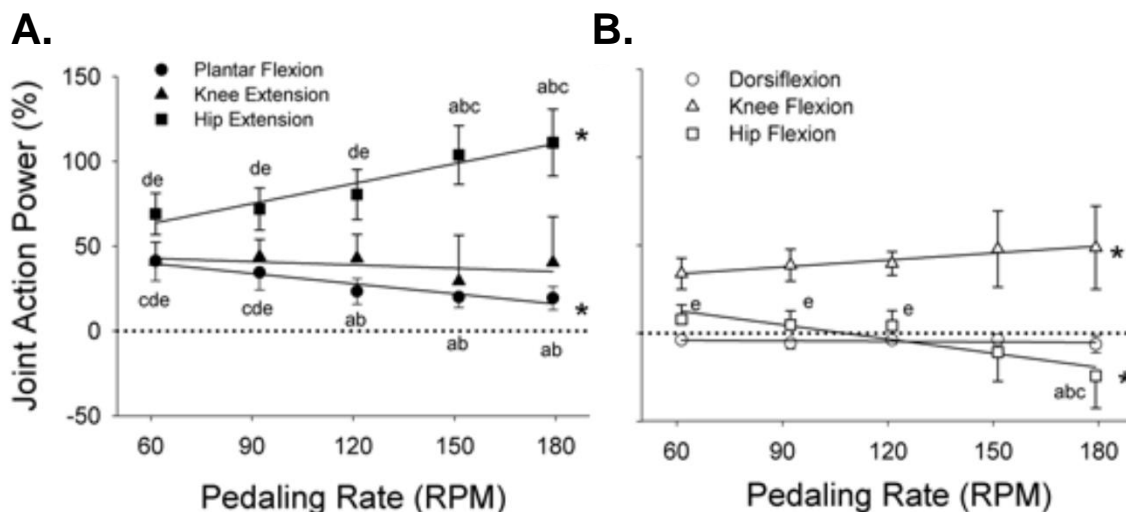 A.
150
Plantar Flexion
Knee Extension
Hip Extension
abc
abc
*
100
de
de
de
50
cde
cde
ab
ab
ab
*
0
-50
60 90 120 150 180
Joint Action Power (%)
Pedaling Rate (RPM)
B.
Dorsiflexion
Knee Flexion
Hip Flexion
*
e
e
e
abc
*
60 90 120 150 180
Pedaling Rate (RPM)